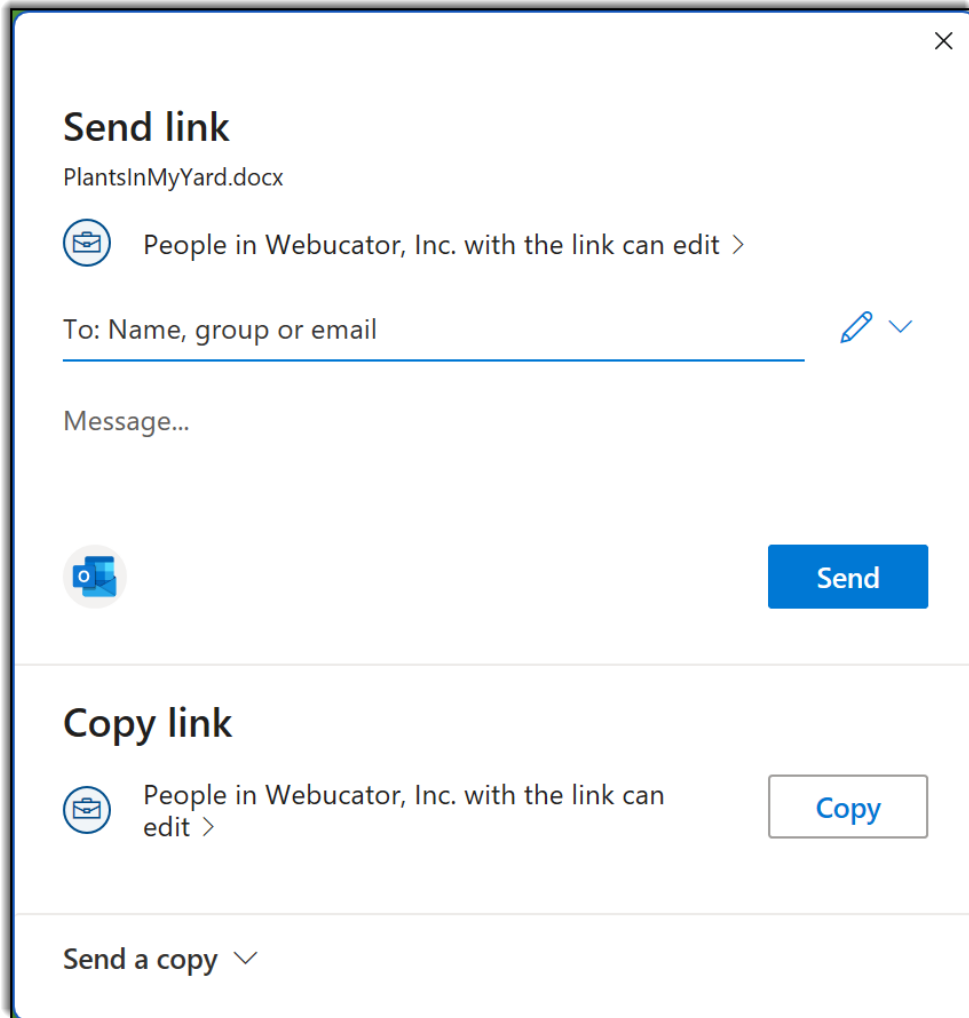 Send link
PlantsInMyYard.docx
People in Webucator, Inc. with the link can edit >
To: Name, group or email
Message...
O
Send
Copy link
People in Webucator, Inc. with the link can
edit >
Copy
Send a copy